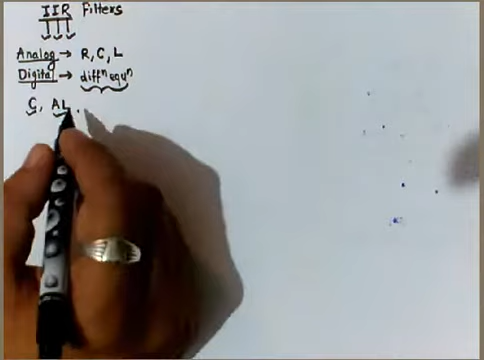 IIR Filters
Analog → R, C, L
Digital → diffⁿ equⁿ
C, AL